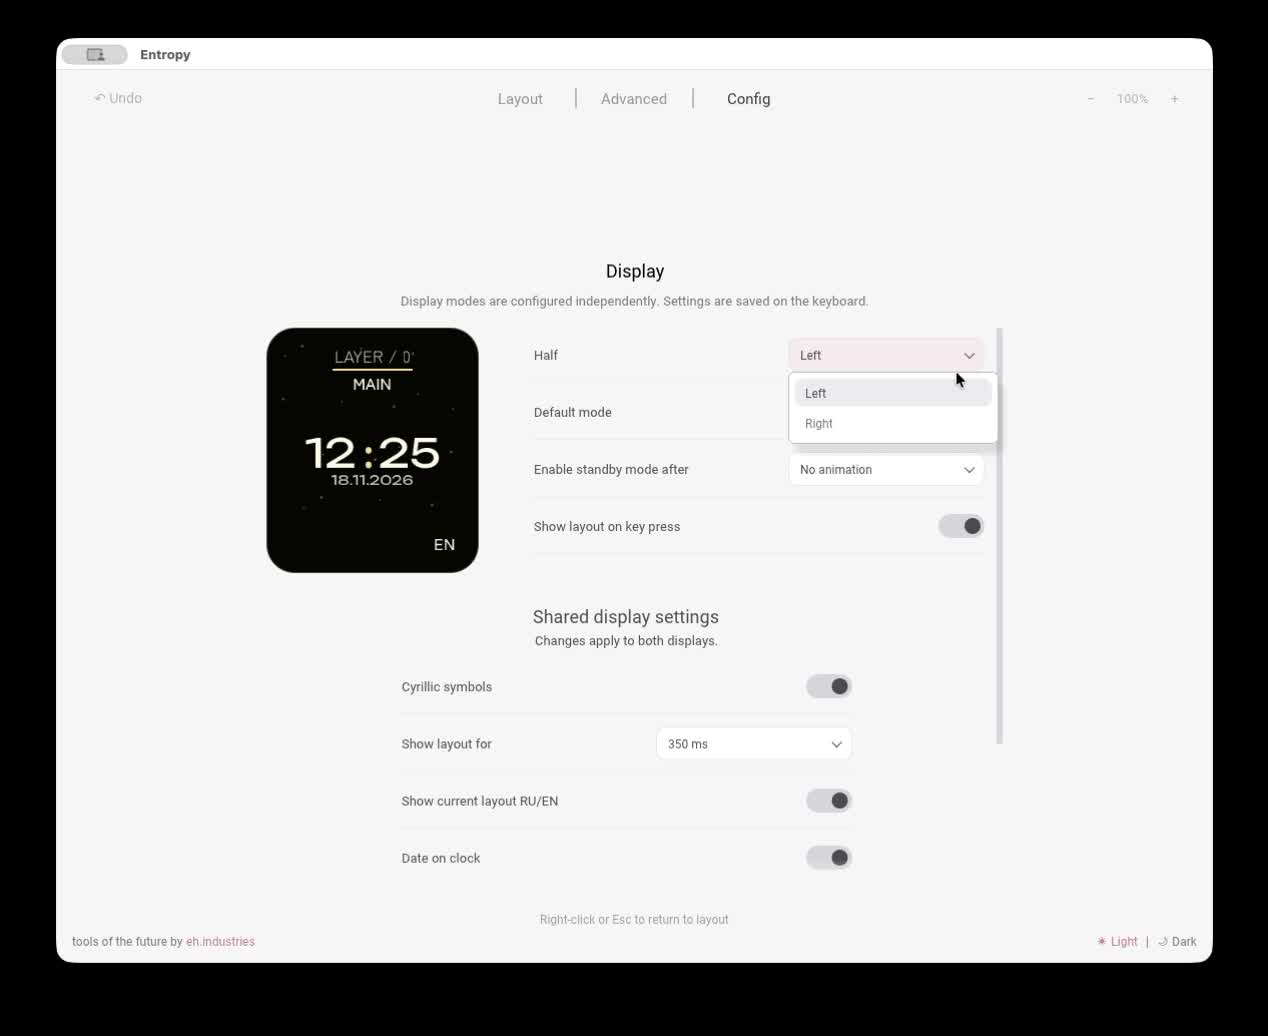 Entropy
↶ Undo
Layout | Advanced | Config
− 100% +
Display
Display modes are configured independently. Settings are saved on the keyboard.
LAYER / 0
MAIN
12:25
18.11.2026
EN
Half
Left
Left
Right
Default mode
Enable standby mode after
No animation
Show layout on key press
Shared display settings
Changes apply to both displays.
Cyrillic symbols
Show layout for
350 ms
Show current layout RU/EN
Date on clock
Right-click or Esc to return to layout
tools of the future by eh.industries
Light | Dark